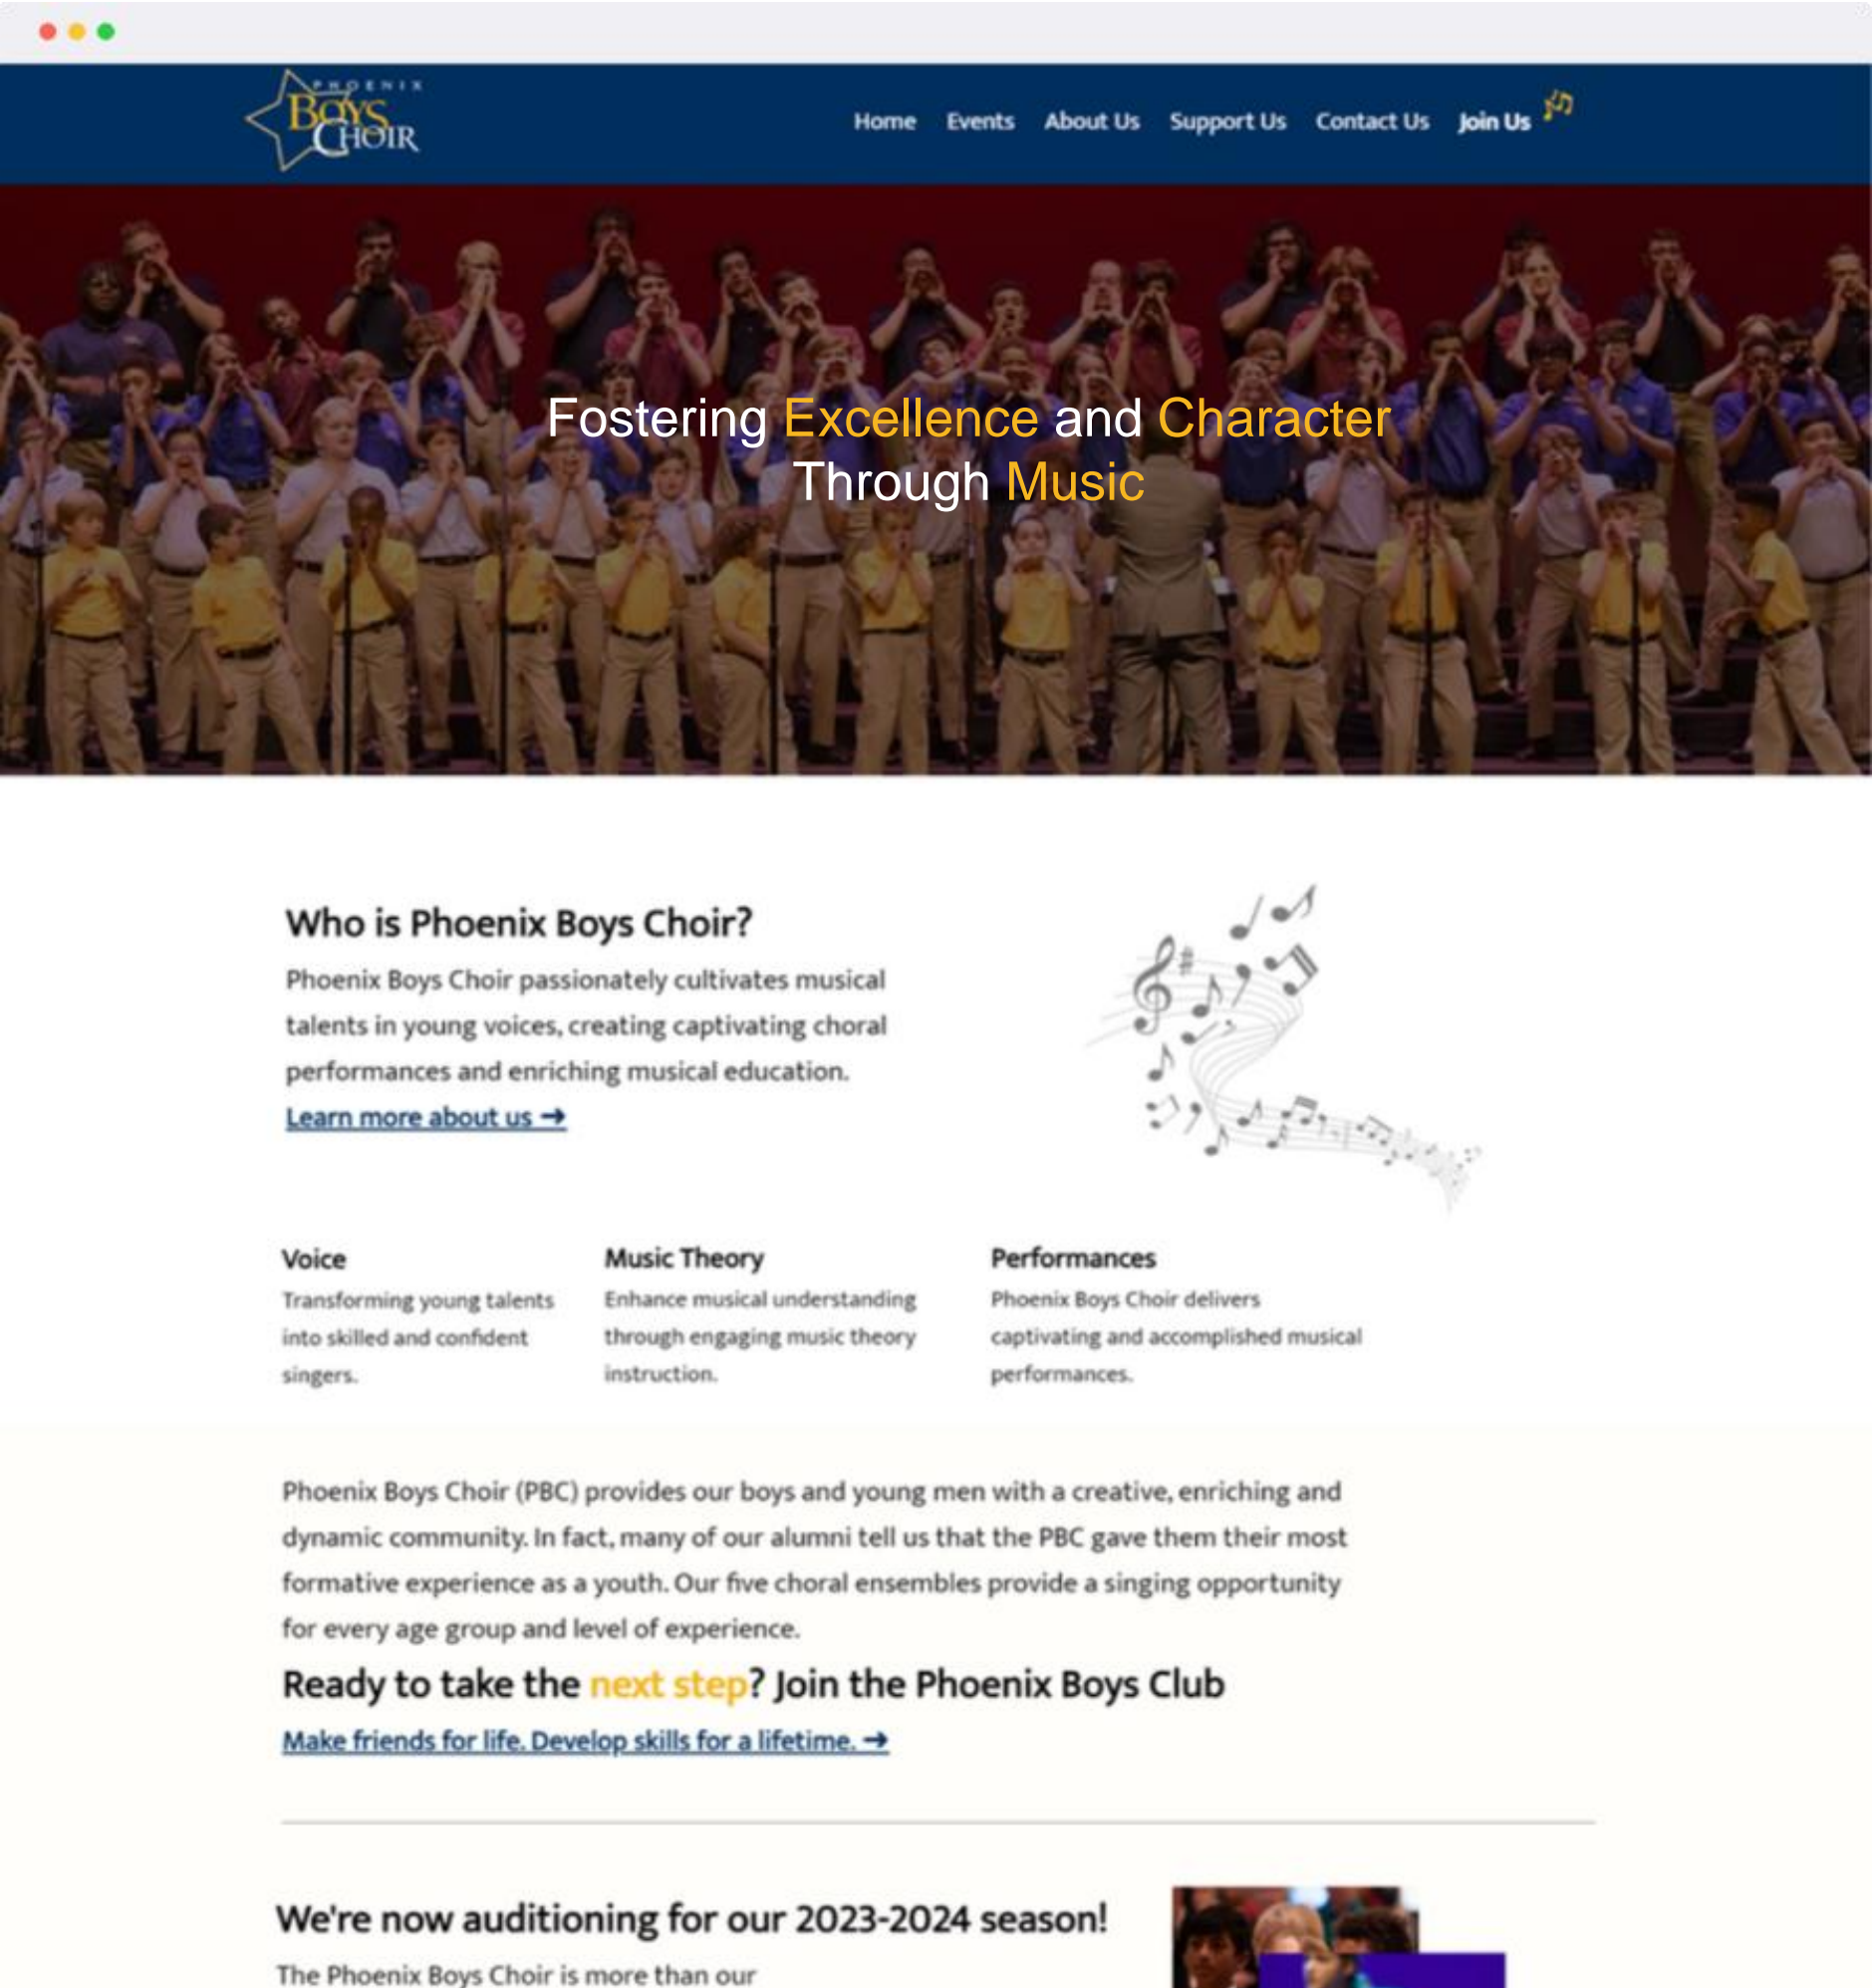 PHOENIX
BOYS
CHOIR
Home Events About Us Support Us Contact Us Join Us
Fostering Excellence and Character
Through Music
Who is Phoenix Boys Choir?
Phoenix Boys Choir passionately cultivates musical
talents in young voices, creating captivating choral
performances and enriching musical education.
Learn more about us →
Voice
Transforming young talents
into skilled and confident
singers.
Music Theory
Enhance musical understanding
through engaging music theory
instruction.
Performances
Phoenix Boys Choir delivers
captivating and accomplished musical
performances.
Phoenix Boys Choir (PBC) provides our boys and young men with a creative, enriching and
dynamic community. In fact, many of our alumni tell us that the PBC gave them their most
formative experience as a youth. Our five choral ensembles provide a singing opportunity
for every age group and level of experience.
Ready to take the next step? Join the Phoenix Boys Club
Make friends for life. Develop skills for a lifetime. →
We're now auditioning for our 2023-2024 season!
The Phoenix Boys Choir is more than our